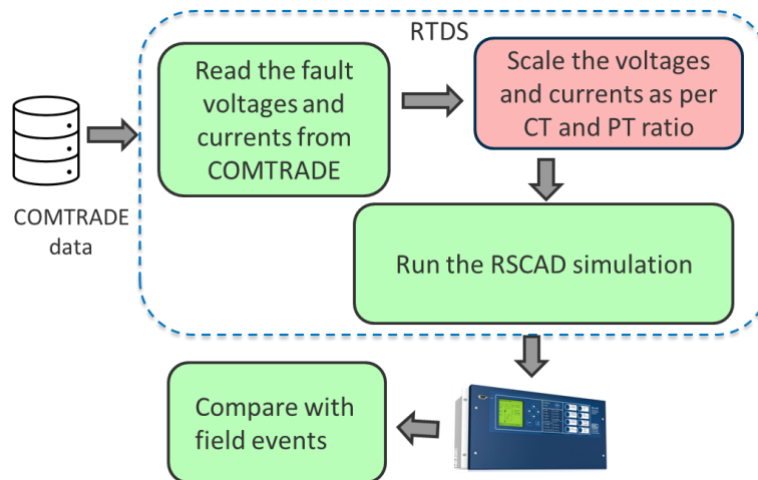 RTDS
Read the fault
voltages and
currents from
COMTRADE
Scale the voltages
and currents as per
CT and PT ratio
COMTRADE
data
Run the RSCAD simulation
Compare with
field events